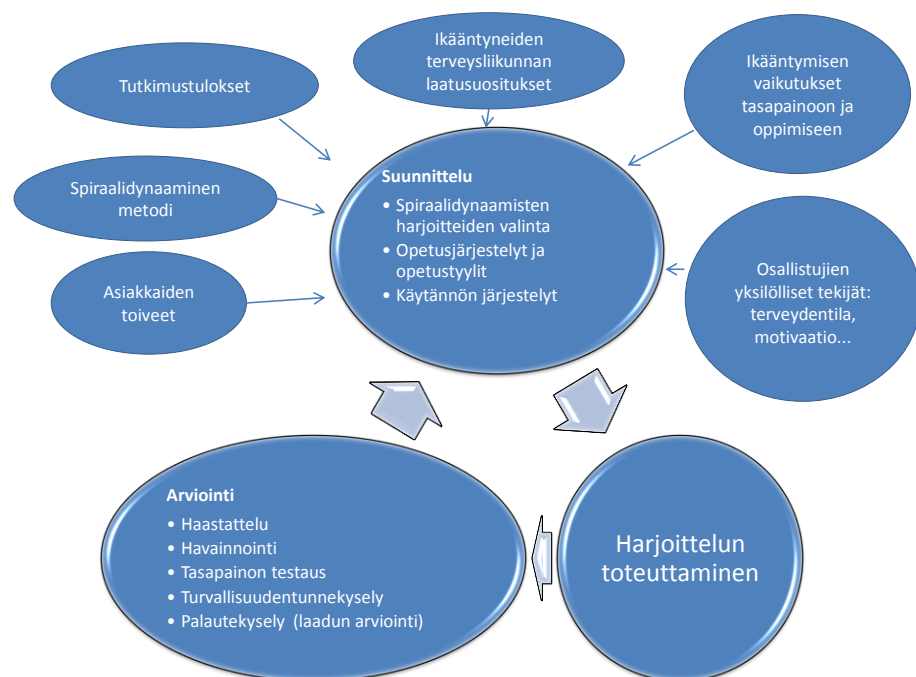 Tutkimustulokset
Ikääntyneiden
terveysliikunnan
laatusuositukset
Ikääntymisen
vaikutukset
tasapainoon ja
oppimiseen
Spiraalidynaaminen
metodi
Asiakkaiden
toiveet
Suunnittelu
• Spiraalidynaamisten
harjoitteiden valinta
• Opetusjärjestelyt ja
opetustyylit
• Käytännön järjestelyt
Osallistujien
yksilölliset tekijät:
terveydentila,
motivaatio...
Arviointi
• Haastattelu
• Havainnointi
• Tasapainon testaus
• Turvallisuudentunnekysely
• Palautekysely (laadun arviointi)
Harjoittelun
toteuttaminen